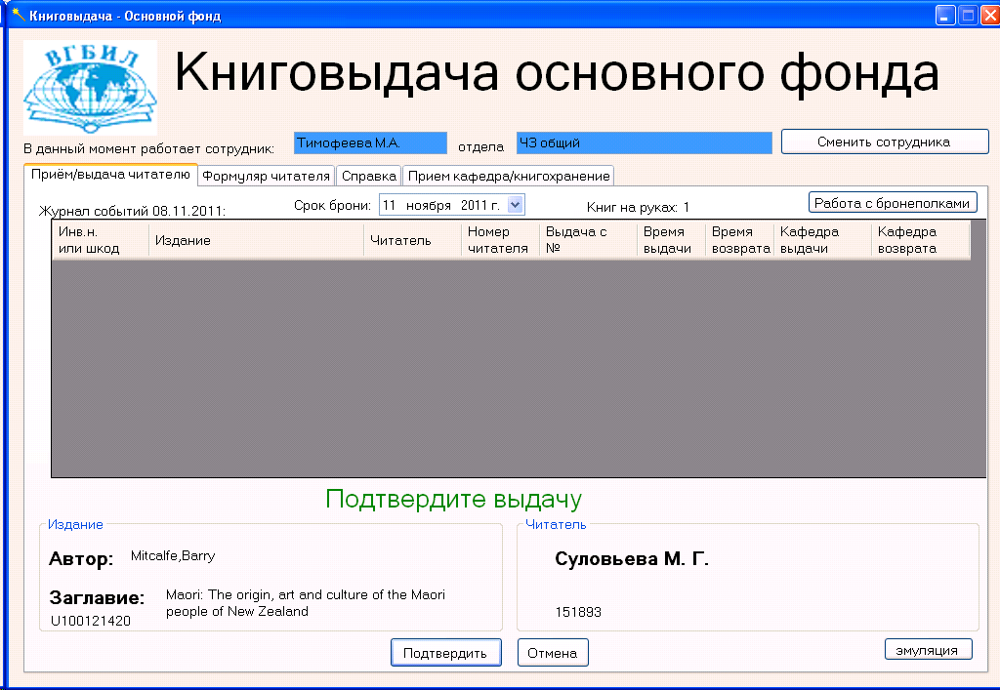 Книговыдача - Основной фонд
ВГБИЛ
Книговыдача основного фонда
В данный момент работает сотрудник: Тимофеева М.А. отдела ЧЗ общий Сменить сотрудника
Приём/выдача читателю Формуляр читателя Справка Прием кафедра/книгохранение
Журнал событий 08.11.2011: Срок брони: 11 ноября 2011 г. Книг на руках: 1 Работа с бронеполками
Инв.н. или шкод Издание Читатель Номер читателя Выдача с № Время выдачи Время возврата Кафедра выдачи Кафедра возврата
Подтвердите выдачу
Издание
Автор: Mitcalfe,Barry
Заглавие: Maori: The origin, art and culture of the Maori
people of New Zealand
U100121420
Читатель
Суловьева М. Г.
151893
Подтвердить Отмена эмуляция